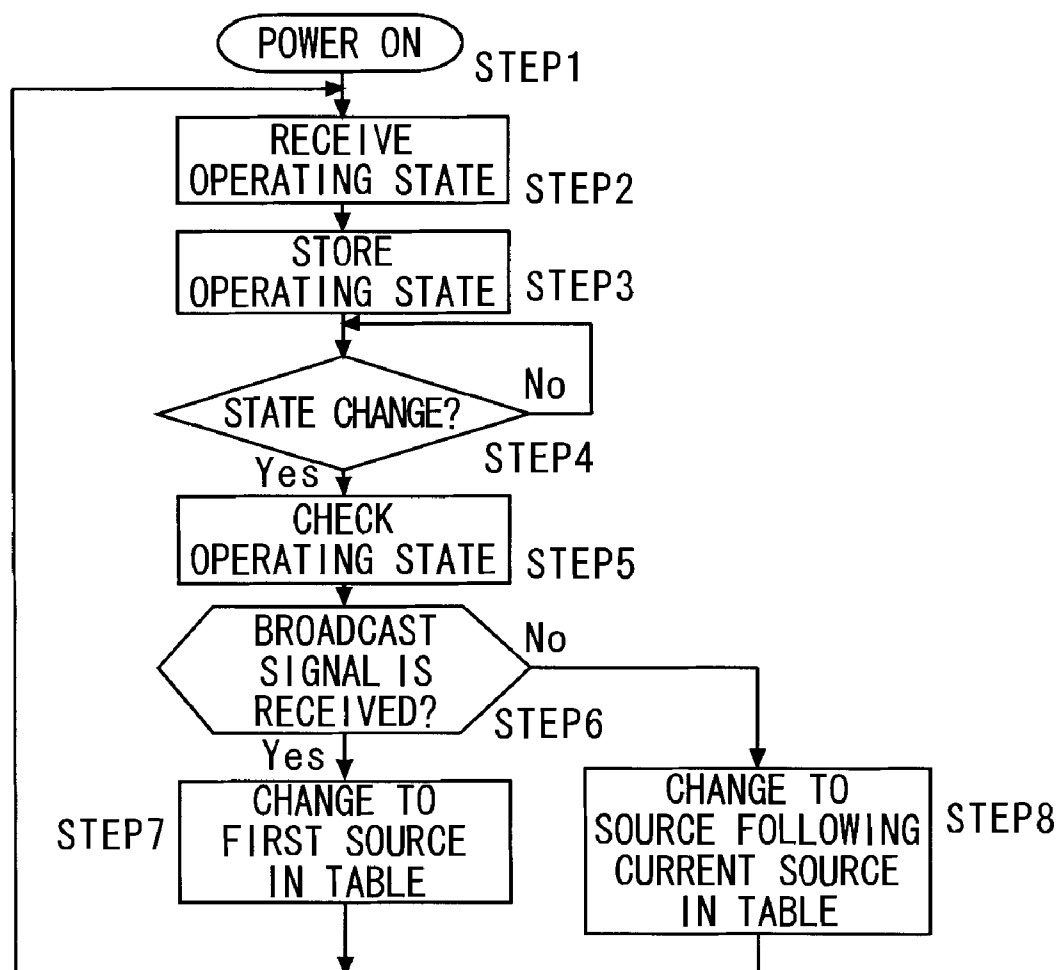 POWER ON
STEP1
RECEIVE
OPERATING STATE
STEP2
STORE
OPERATING STATE
STEP3
STATE CHANGE?
No
STEP4
Yes
CHECK
OPERATING STATE
STEP5
BROADCAST
SIGNAL IS
RECEIVED?
No
STEP6
Yes
CHANGE TO
FIRST SOURCE
IN TABLE
STEP7
CHANGE TO
SOURCE FOLLOWING
CURRENT SOURCE
IN TABLE
STEP8